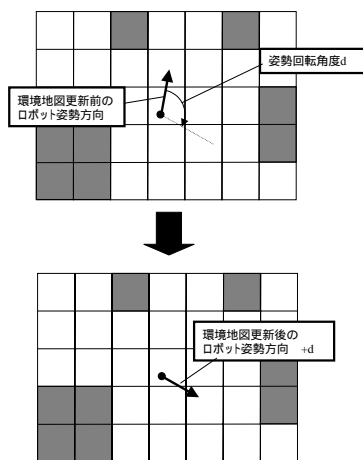 姿勢回転角度d
環境地図更新前の
ロボット姿勢方向
環境地図更新後の
ロボット姿勢方向 +d